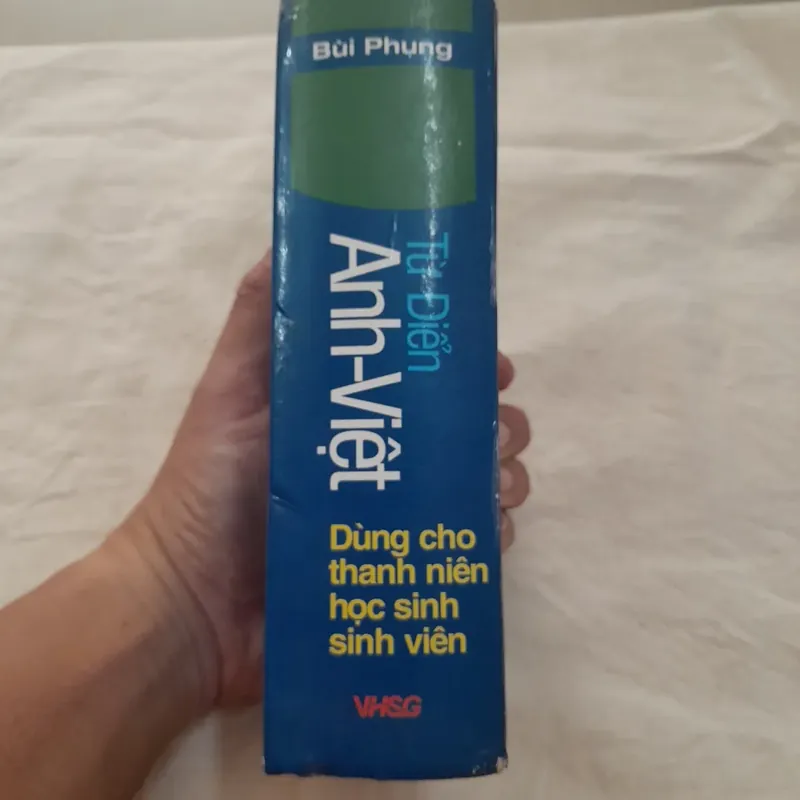 Bùi Phụng
Từ Điển
Anh-Việt
Dùng cho
thanh niên
học sinh
sinh viên
VHSG